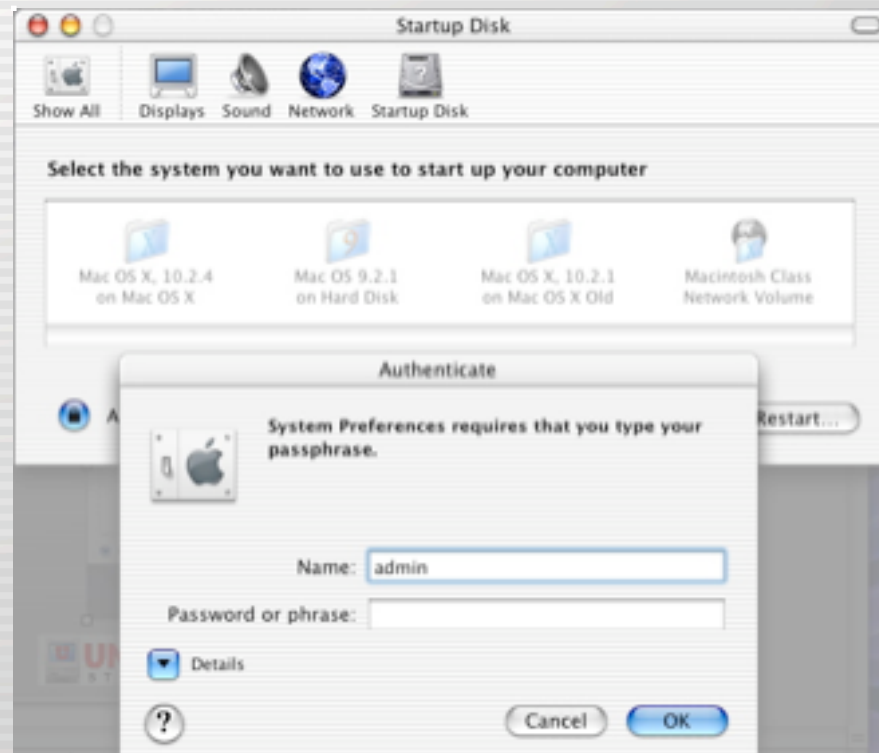 Startup Disk
Show All
Displays
Sound
Network
Startup Disk
Select the system you want to use to start up your computer
Mac OS X, 10.2.4
on Mac OS X
Mac OS 9.2.1
on Hard Disk
Mac OS X, 10.2.1
on Mac OS X Old
Macintosh Class
Network Volume
Restart...
Authenticate
System Preferences requires that you type your
passphrase.
Name: admin
Password or phrase:
Details
?
Cancel
OK